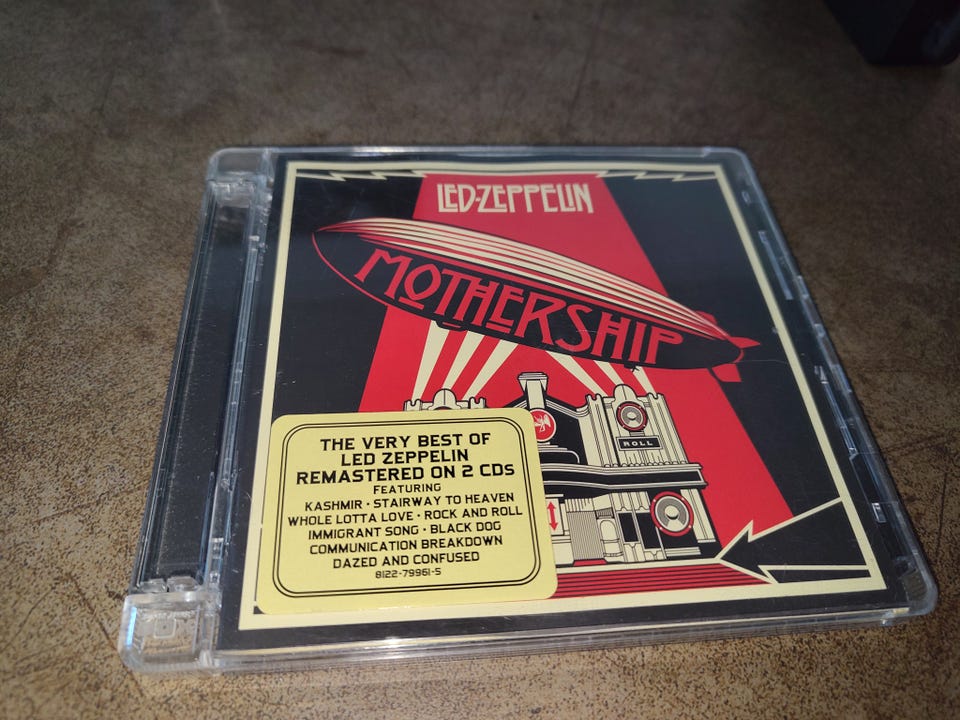 LED-ZEPPELIN
MOTHERSHIP
ROLL
THE VERY BEST OF
LED ZEPPELIN
REMASTERED ON 2 CDs
FEATURING
KASHMIR · STAIRWAY TO HEAVEN
WHOLE LOTTA LOVE · ROCK AND ROLL
IMMIGRANT SONG · BLACK DOG
COMMUNICATION BREAKDOWN
DAZED AND CONFUSED
8122-79961-5